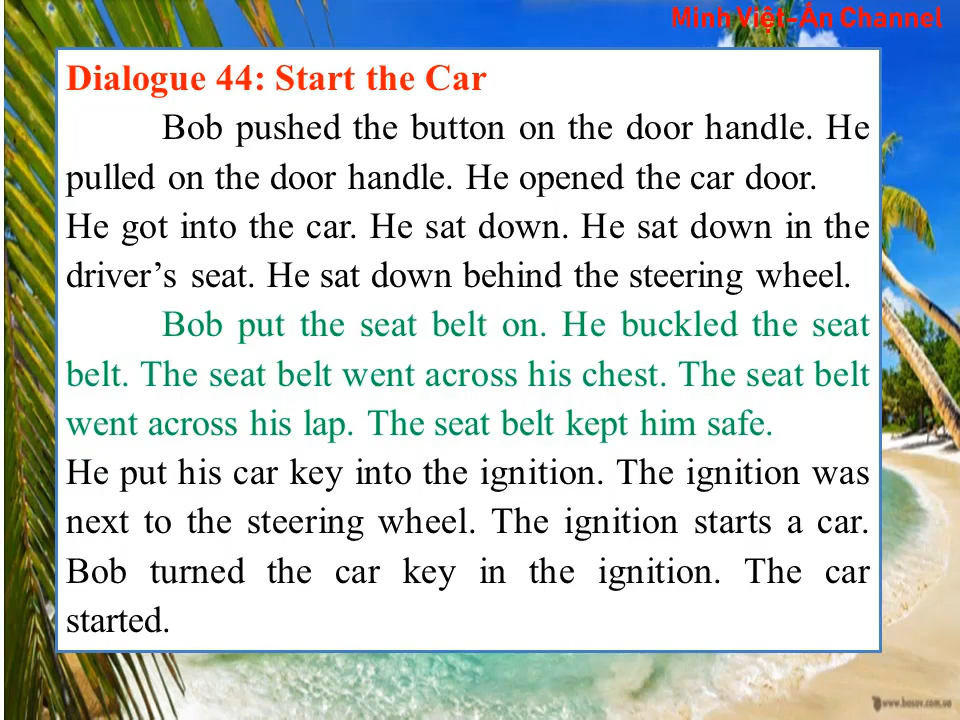 Minh Việt-Ấn Channel
Dialogue 44: Start the Car
Bob pushed the button on the door handle. He
pulled on the door handle. He opened the car door.
He got into the car. He sat down. He sat down in the
driver’s seat. He sat down behind the steering wheel.
Bob put the seat belt on. He buckled the seat
belt. The seat belt went across his chest. The seat belt
went across his lap. The seat belt kept him safe.
He put his car key into the ignition. The ignition was
next to the steering wheel. The ignition starts a car.
Bob turned the car key in the ignition. The car
started.
www.bosov.com.ua